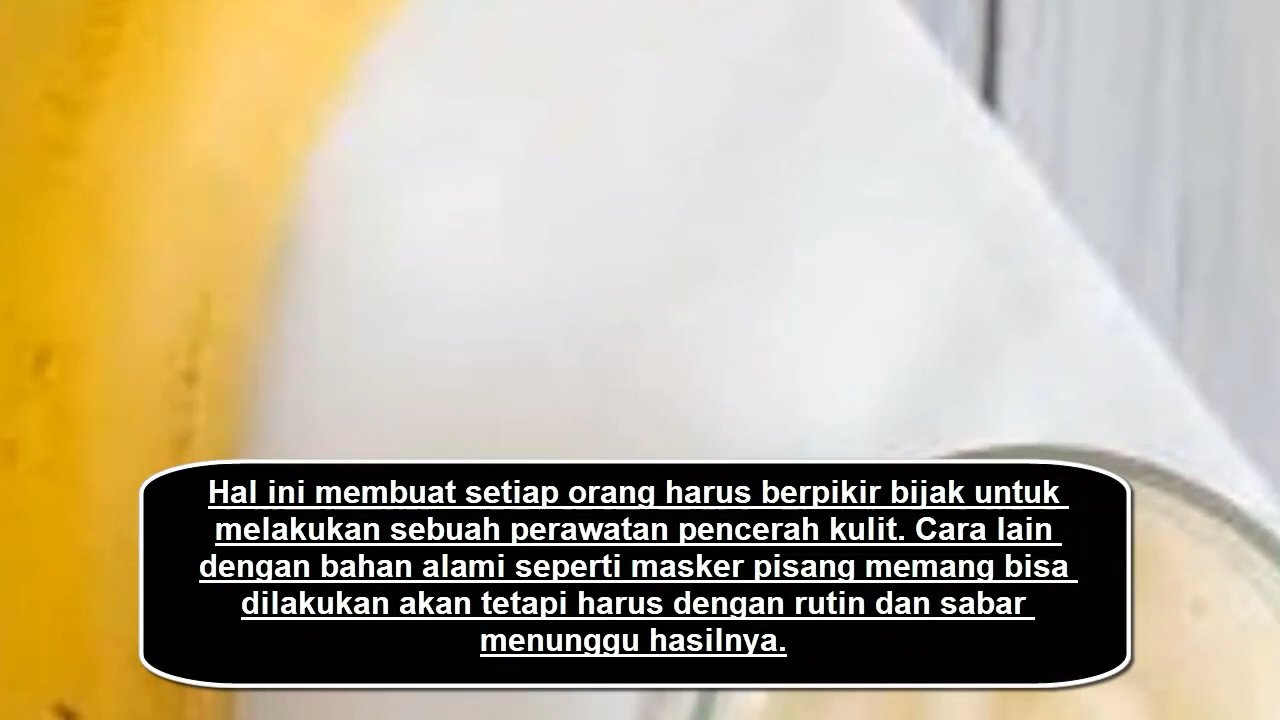 Hal ini membuat setiap orang harus berpikir bijak untuk
melakukan sebuah perawatan pencerah kulit. Cara lain
dengan bahan alami seperti masker pisang memang bisa
dilakukan akan tetapi harus dengan rutin dan sabar
menunggu hasilnya.